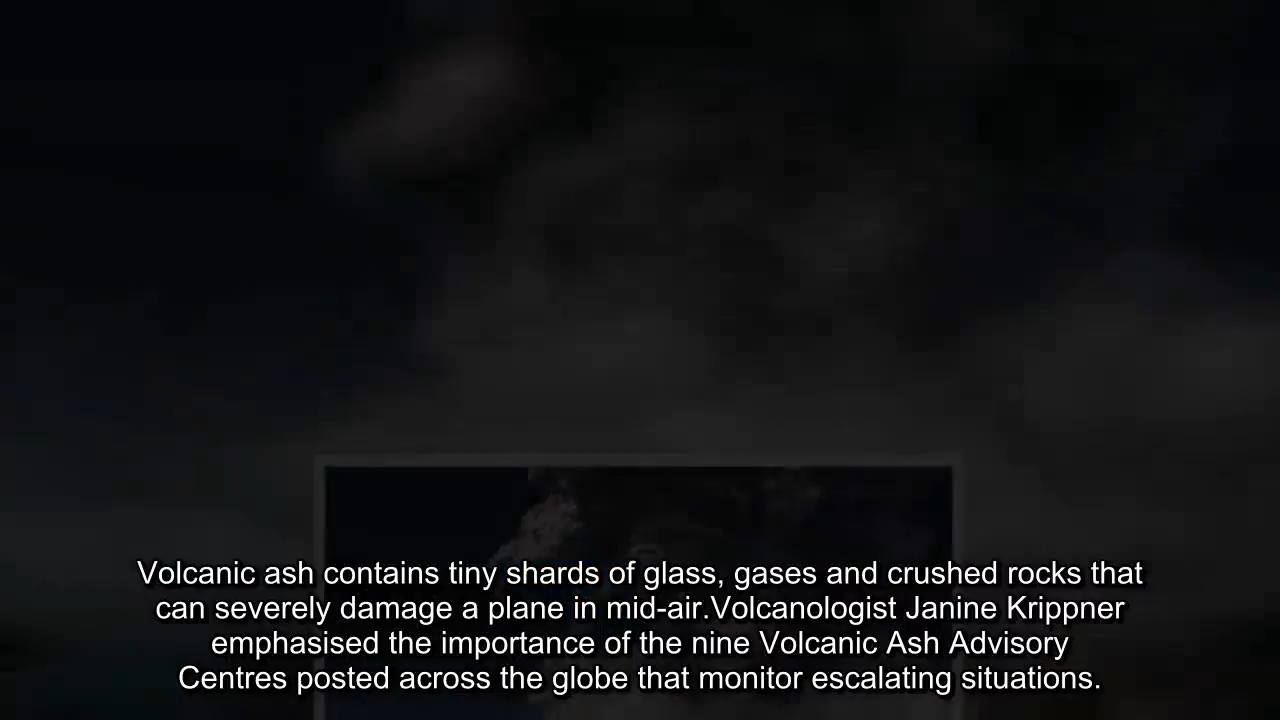 Volcanic ash contains tiny shards of glass, gases and crushed rocks that
can severely damage a plane in mid-air.Volcanologist Janine Krippner
emphasised the importance of the nine Volcanic Ash Advisory
Centres posted across the globe that monitor escalating situations.